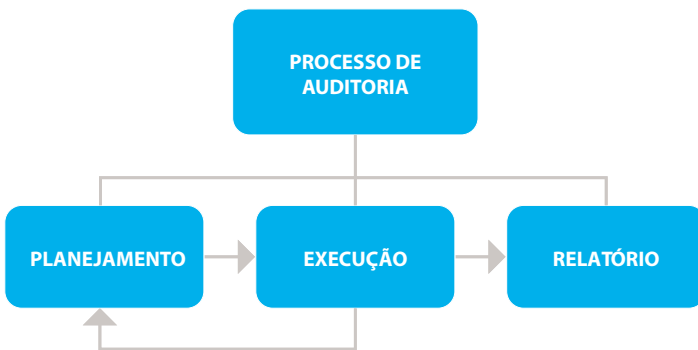 PROCESSO DE
AUDITORIA
PLANEJAMENTO
EXECUÇÃO
RELATÓRIO